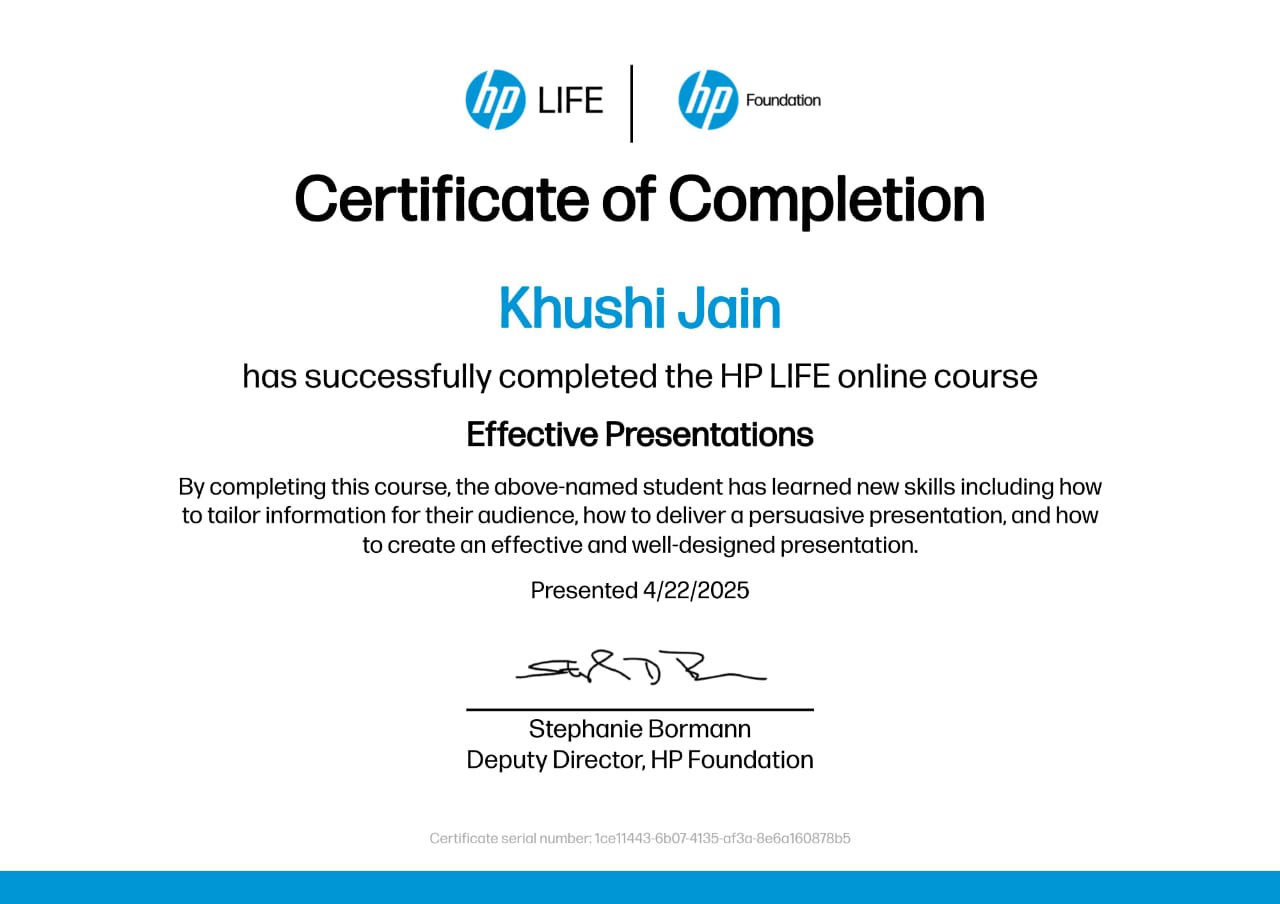 hp LIFE | hp Foundation
Certificate of Completion
Khushi Jain
has successfully completed the HP LIFE online course
Effective Presentations
By completing this course, the above-named student has learned new skills including how
to tailor information for their audience, how to deliver a persuasive presentation, and how
to create an effective and well-designed presentation.
Presented 4/22/2025
Stephanie Bormann
Deputy Director, HP Foundation
Certificate serial number: 1ce11443-6b07-4135-af3a-8e6a160878b5